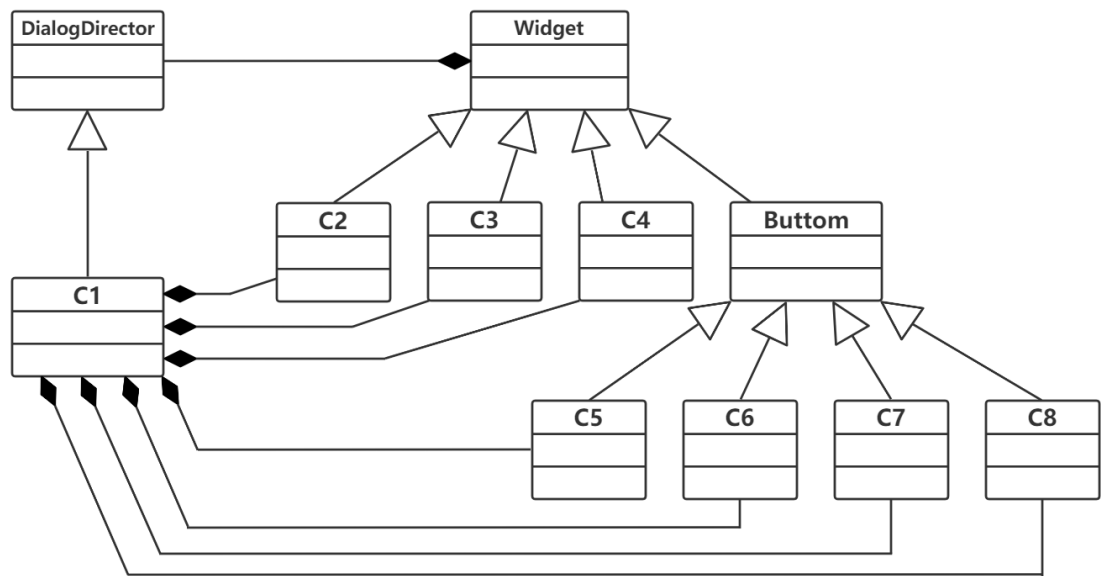 DialogDirector
Widget
C2
C3
C4
Buttom
C1
C5
C6
C7
C8